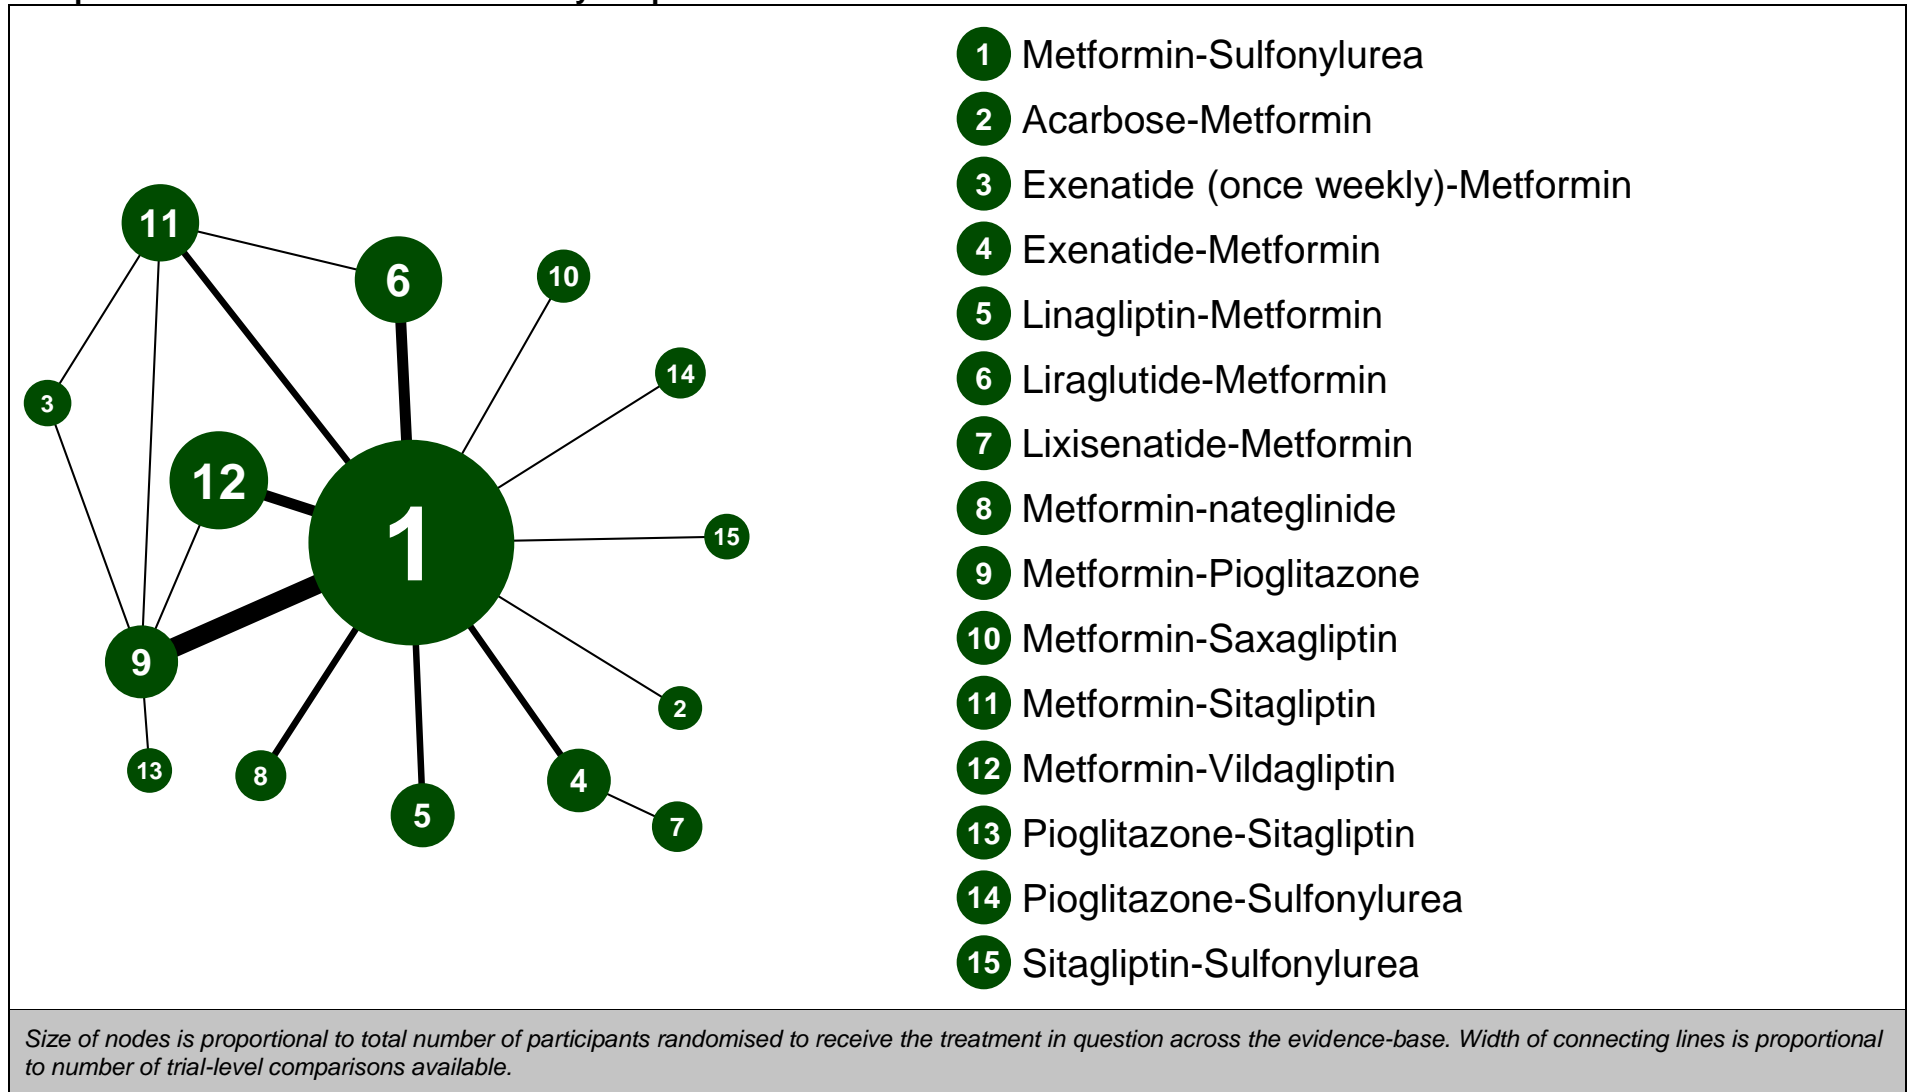 11
6
10
14
3
12
1
15
9
2
13
8
5
4
7
1 Metformin-Sulfonylurea
2 Acarbose-Metformin
3 Exenatide (once weekly)-Metformin
4 Exenatide-Metformin
5 Linagliptin-Metformin
6 Liraglutide-Metformin
7 Lixisenatide-Metformin
8 Metformin-nateglinide
9 Metformin-Pioglitazone
10 Metformin-Saxagliptin
11 Metformin-Sitagliptin
12 Metformin-Vildagliptin
13 Pioglitazone-Sitagliptin
14 Pioglitazone-Sulfonylurea
15 Sitagliptin-Sulfonylurea
Size of nodes is proportional to total number of participants randomised to receive the treatment in question across the evidence-base. Width of connecting lines is proportional
to number of trial-level comparisons available.